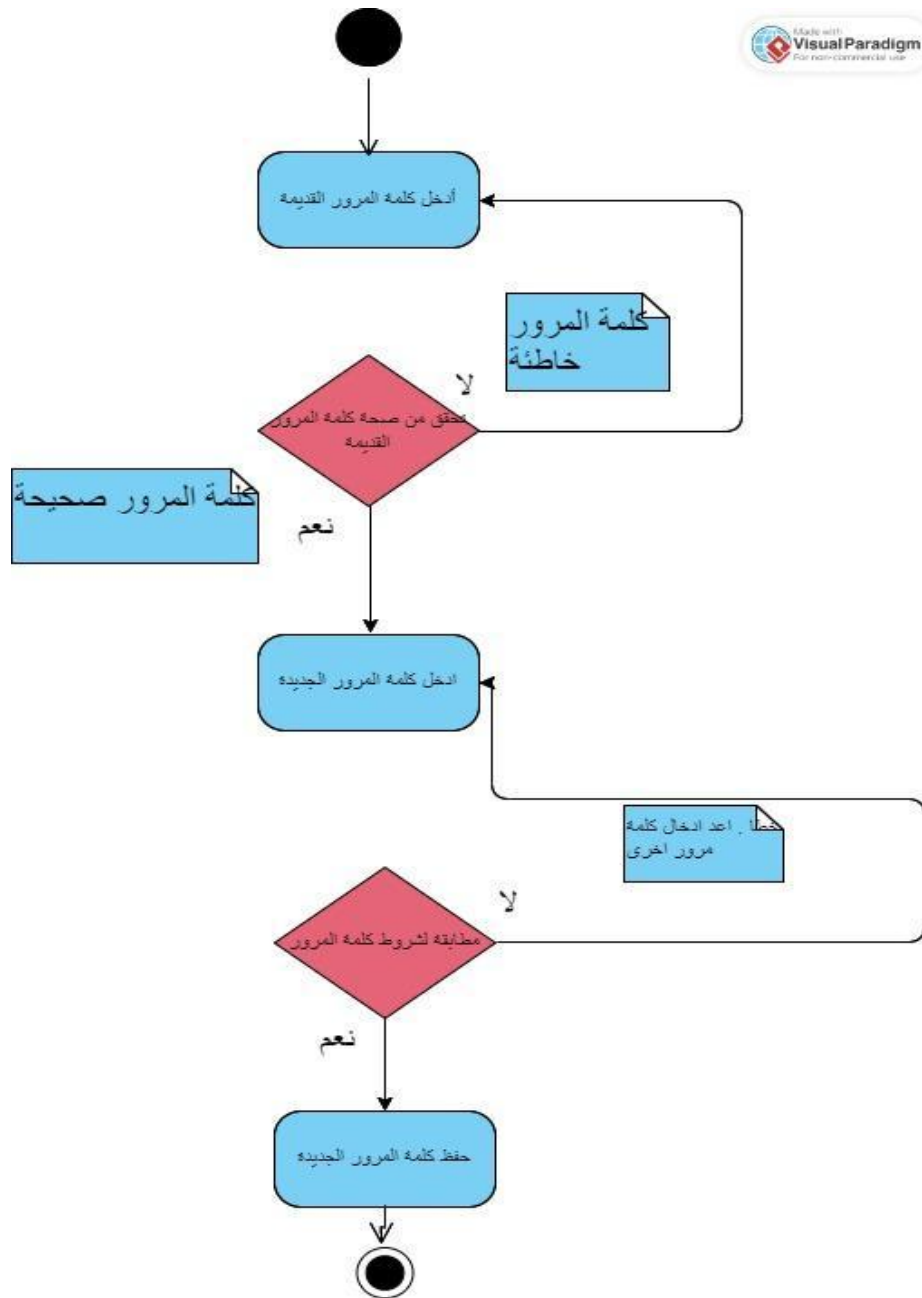 Made with
Visual Paradigm
For non-commercial use
أدخل كلمة المرور القديمة
كلمة المرور
خاطئة
لا
تحقق من صحة كلمة المرور
القديمة
كلمة المرور صحيحة
نعم
ادخل كلمة المرور الجديدة
خطأ . اعد ادخال كلمة
مرور اخرى
لا
مطابقة لشروط كلمة المرور
نعم
حفظ كلمة المرور الجديدة